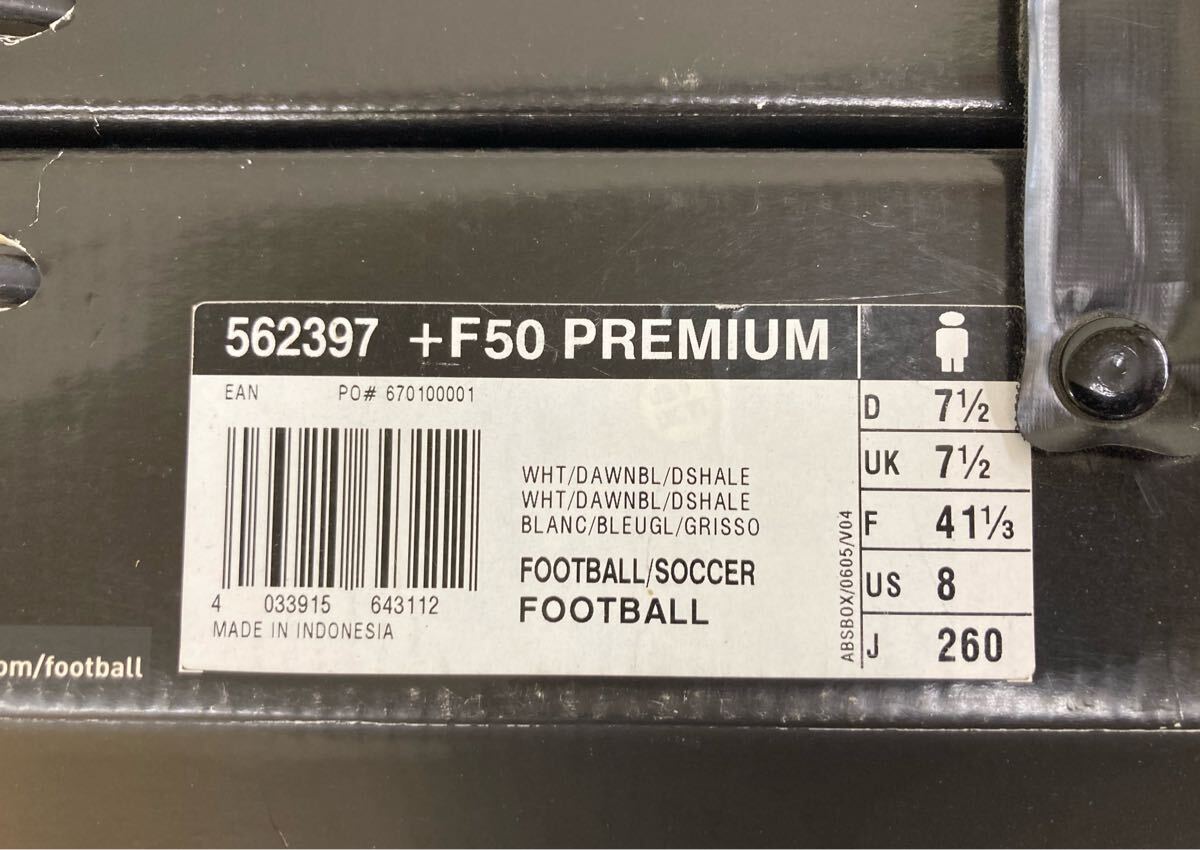 562397 +F50 PREMIUM
EAN PO# 670100001
WHT/DAWNBL/DSHALE
WHT/DAWNBL/DSHALE
BLANC/BLEUGL/GRISSO
FOOTBALL/SOCCER
FOOTBALL
4 033915 643112
MADE IN INDONESIA
ABSBOX/0605/V04
D 7½
UK 7½
F 41⅓
US 8
J 260
om/football